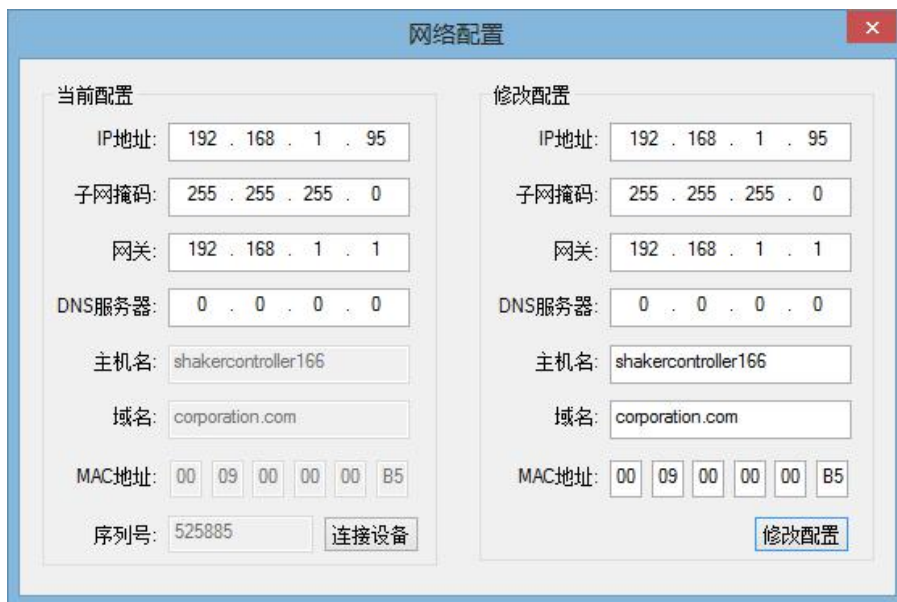 网络配置
当前配置
IP地址: 192 . 168 . 1 . 95
子网掩码: 255 . 255 . 255 . 0
网关: 192 . 168 . 1 . 1
DNS服务器: 0 . 0 . 0 . 0
主机名: shakercontroller166
域名: corporation.com
MAC地址: 00 09 00 00 00 B5
序列号: 525885 连接设备
修改配置
IP地址: 192 . 168 . 1 . 95
子网掩码: 255 . 255 . 255 . 0
网关: 192 . 168 . 1 . 1
DNS服务器: 0 . 0 . 0 . 0
主机名: shakercontroller166
域名: corporation.com
MAC地址: 00 09 00 00 00 B5
修改配置